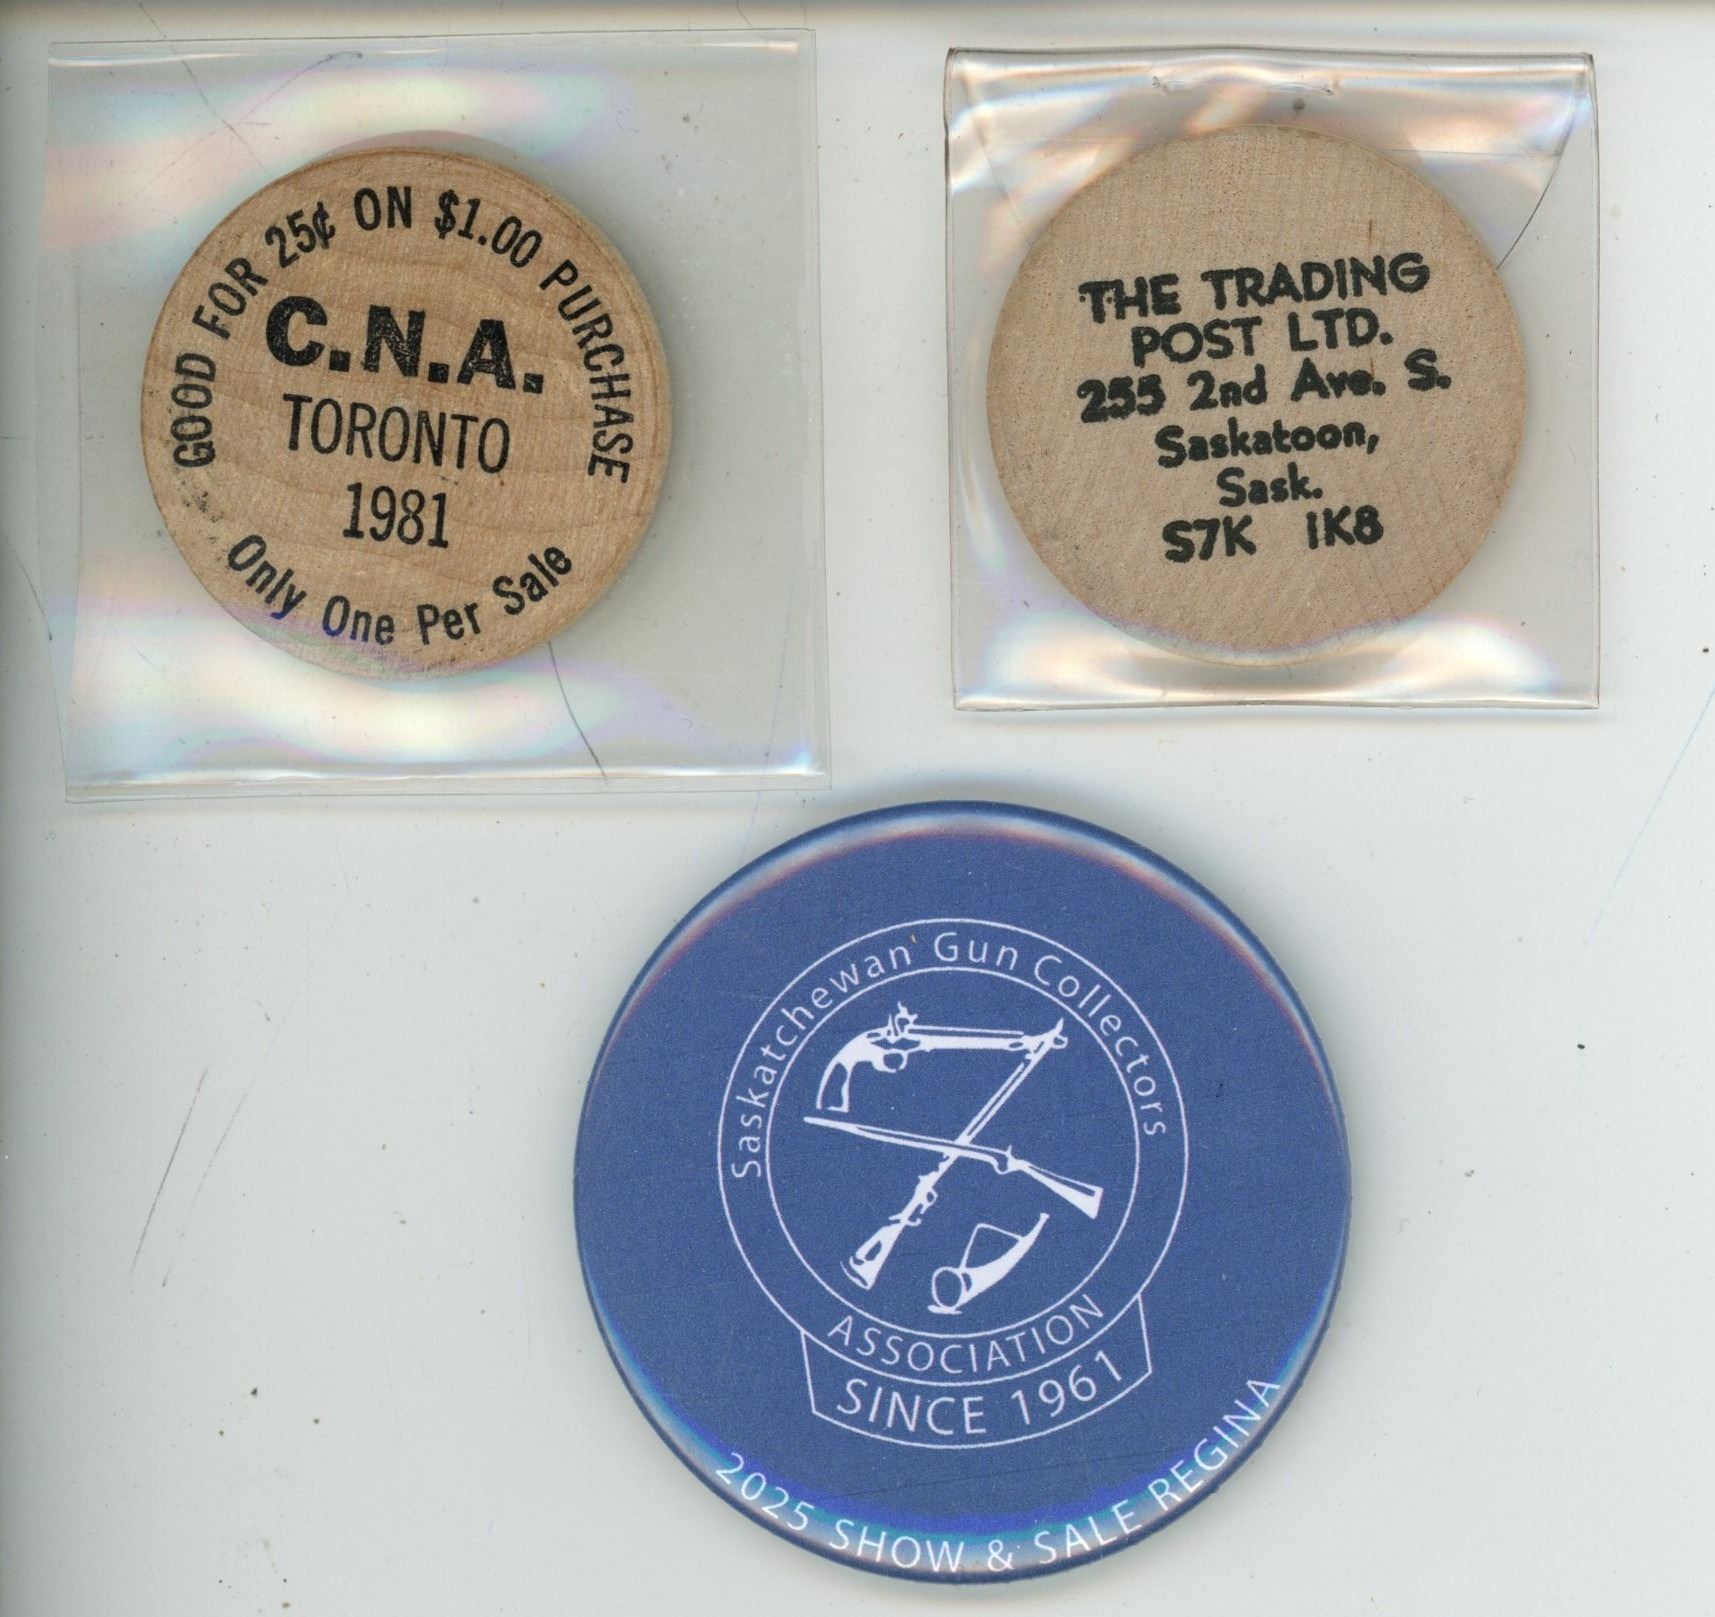 GOOD FOR 25¢ ON $1.00 PURCHASE
C.N.A.
TORONTO
1981
Only One Per Sale
THE TRADING
POST LTD.
255 2nd Ave. S.
Saskatoon,
Sask.
S7K 1K8
Saskatchewan Gun Collectors
ASSOCIATION
SINCE 1961
2025 SHOW & SALE REGINA